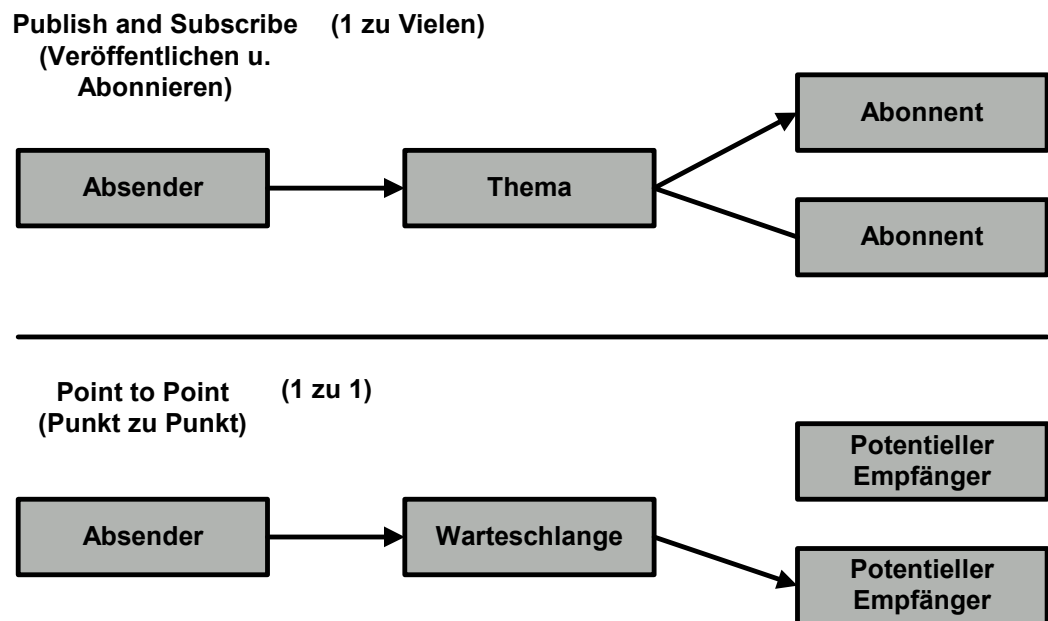 Publish and Subscribe (1 zu Vielen)
(Veröffentlichen u.
Abonnieren)
Abonnent
Absender
Thema
Abonnent
Point to Point (1 zu 1)
(Punkt zu Punkt)
Potentieller
Empfänger
Absender
Warteschlange
Potentieller
Empfänger